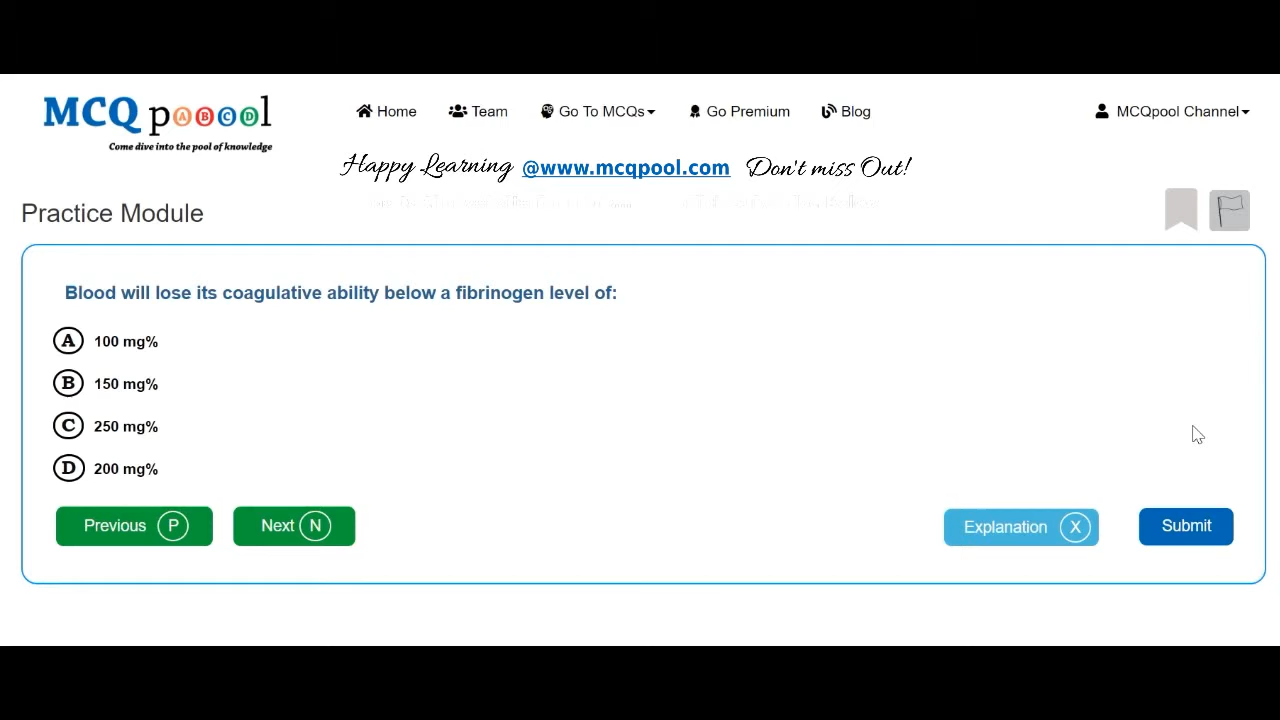 MCQ pABCDl
Come dive into the pool of knowledge
Home Team Go To MCQs Go Premium Blog MCQpool Channel
Happy Learning @www.mcqpool.com Don't miss Out!
Practice Module
Blood will lose its coagulative ability below a fibrinogen level of:
A 100 mg%
B 150 mg%
C 250 mg%
D 200 mg%
Previous P Next N Explanation X Submit